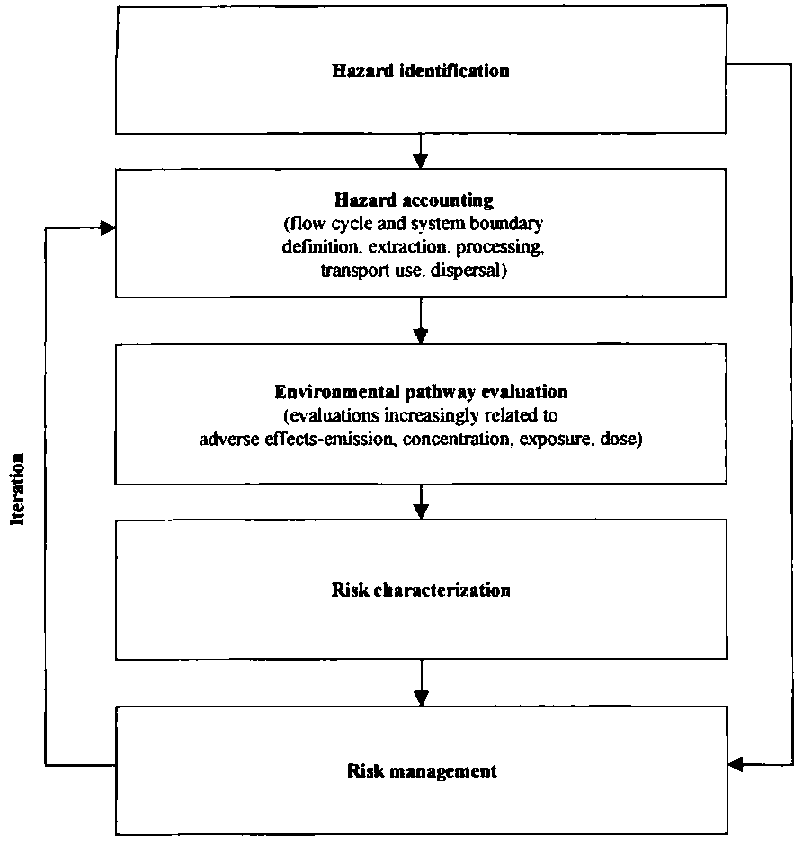 Hazard identification
Hazard accounting
(flow cycle and system boundary
definition, extraction, processing,
transport use, dispersal)
Environmental pathway evaluation
(evaluations increasingly related to
adverse effects-emission, concentration, exposure, dose)
Iteration
Risk characterization
Risk management